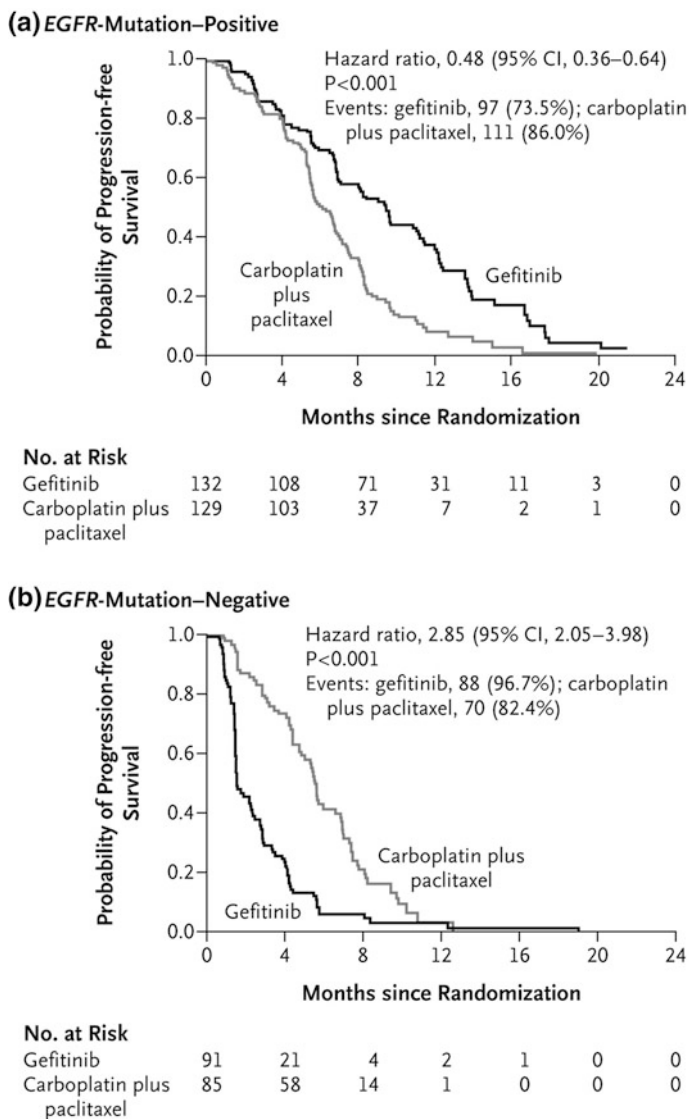 (a) EGFR-Mutation–Positive
Hazard ratio, 0.48 (95% CI, 0.36–0.64)
P<0.001
Events: gefitinib, 97 (73.5%); carboplatin
plus paclitaxel, 111 (86.0%)
Probability of Progression-free
Survival
1.0
0.8
0.6
0.4
0.2
0.0
Carboplatin
plus
paclitaxel
Gefitinib
0 4 8 12 16 20 24
Months since Randomization
No. at Risk
Gefitinib 132 108 71 31 11 3 0
Carboplatin plus 129 103 37 7 2 1 0
paclitaxel
(b) EGFR-Mutation–Negative
Hazard ratio, 2.85 (95% CI, 2.05–3.98)
P<0.001
Events: gefitinib, 88 (96.7%); carboplatin
plus paclitaxel, 70 (82.4%)
Probability of Progression-free
Survival
1.0
0.8
0.6
0.4
0.2
0.0
Carboplatin plus
paclitaxel
Gefitinib
0 4 8 12 16 20 24
Months since Randomization
No. at Risk
Gefitinib 91 21 4 2 1 0 0
Carboplatin plus 85 58 14 1 0 0 0
paclitaxel